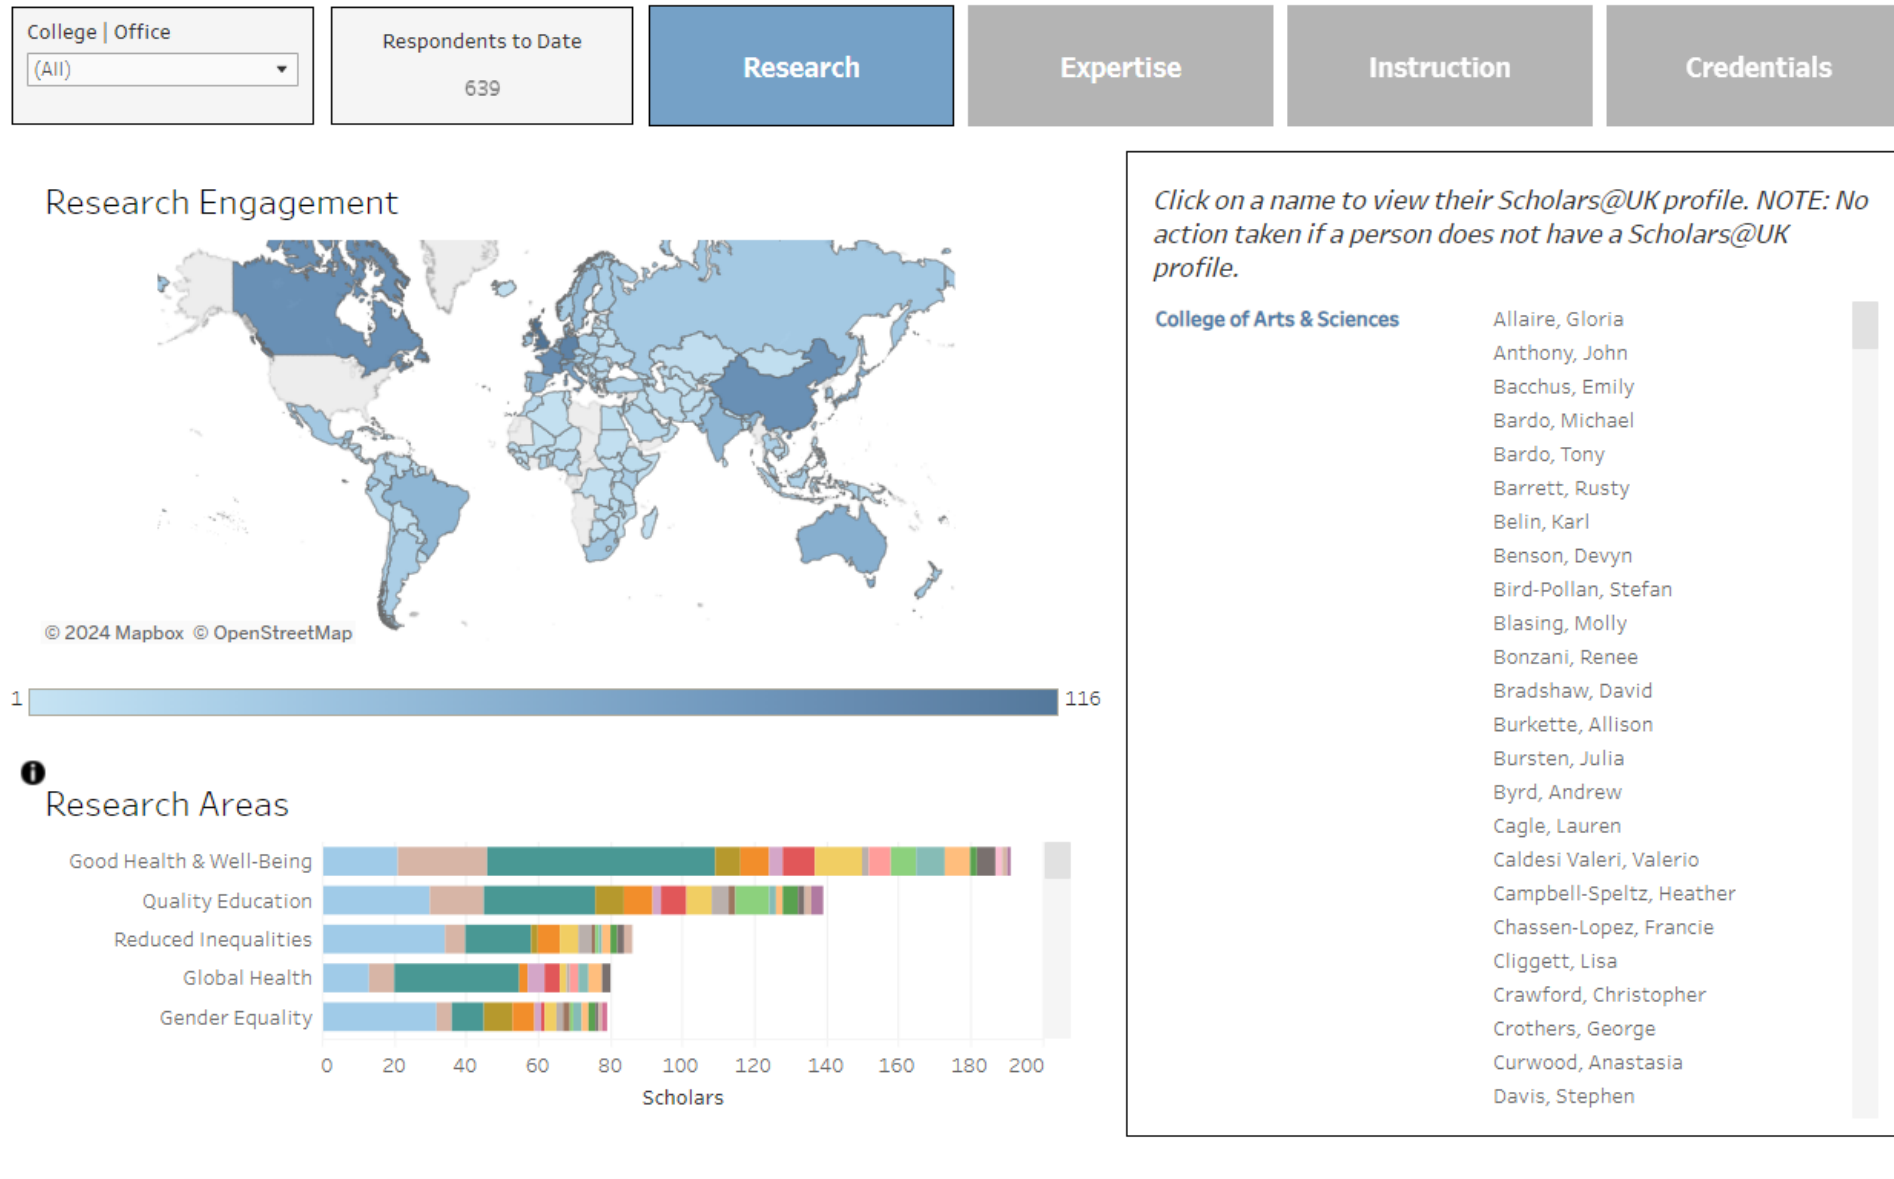 College | Office
(All)
Respondents to Date
639
Research
Expertise
Instruction
Credentials
Research Engagement
© 2024 Mapbox © OpenStreetMap
1
116
Research Areas
Good Health & Well-Being
Quality Education
Reduced Inequalities
Global Health
Gender Equality
0 20 40 60 80 100 120 140 160 180 200
Scholars
Click on a name to view their Scholars@UK profile. NOTE: No
action taken if a person does not have a Scholars@UK
profile.
College of Arts & Sciences
Allaire, Gloria
Anthony, John
Bacchus, Emily
Bardo, Michael
Bardo, Tony
Barrett, Rusty
Belin, Karl
Benson, Devyn
Bird-Pollan, Stefan
Blasing, Molly
Bonzani, Renee
Bradshaw, David
Burkette, Allison
Bursten, Julia
Byrd, Andrew
Cagle, Lauren
Caldesi Valeri, Valerio
Campbell-Speltz, Heather
Chassen-Lopez, Francie
Cliggett, Lisa
Crawford, Christopher
Crothers, George
Curwood, Anastasia
Davis, Stephen